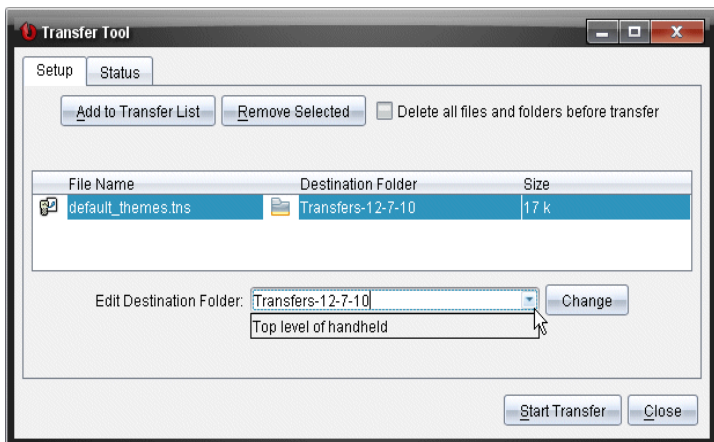 Transfer Tool
Setup Status
Add to Transfer List Remove Selected Delete all files and folders before transfer
File Name Destination Folder Size
default_themes.tns Transfers-12-7-10 17 k
Edit Destination Folder: Transfers-12-7-10 Change
Top level of handheld
Start Transfer Close